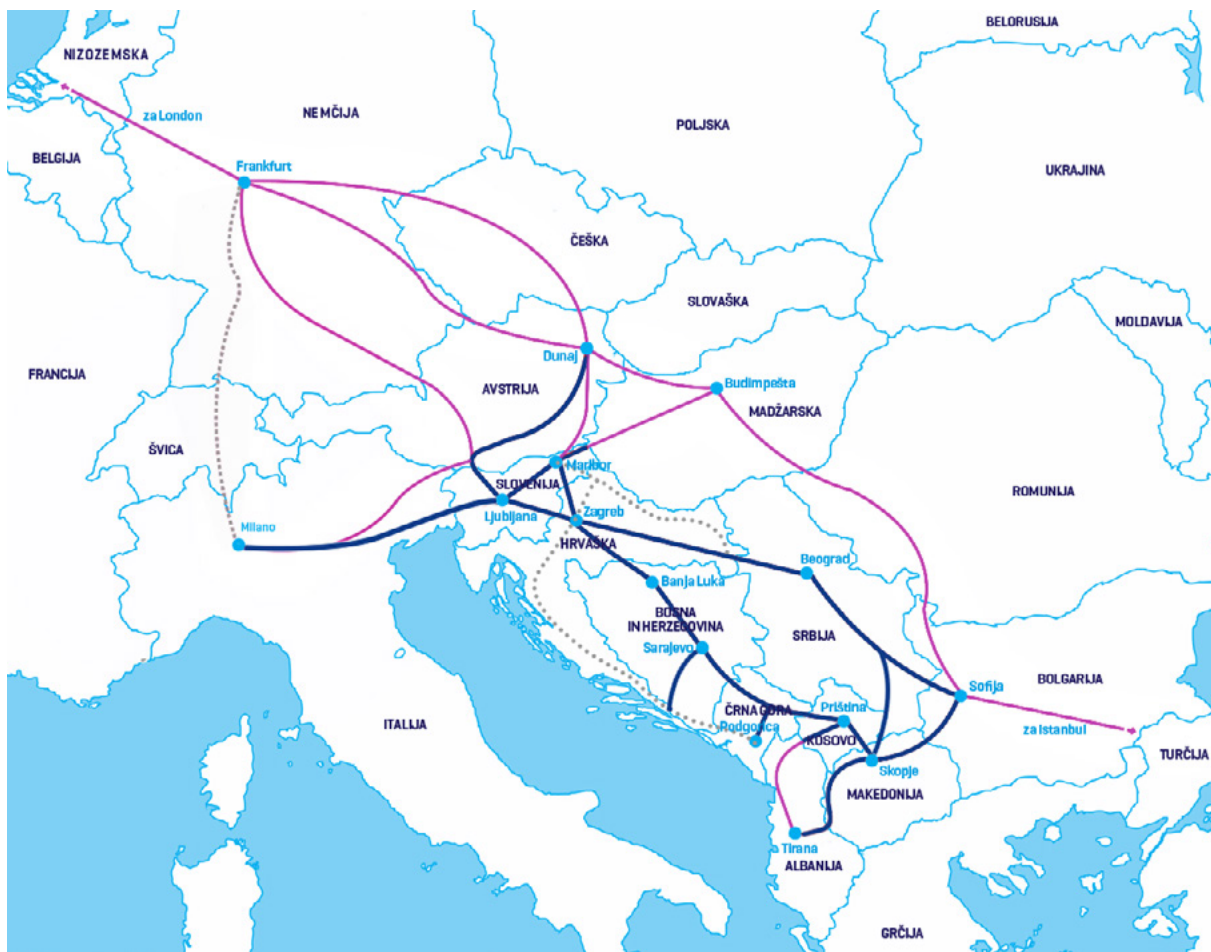 BELORUSIJA
NIZOZEMSKA
NEMČIJA
za London
POLJSKA
BELGIJA
Frankfurt
UKRAJINA
ČEŠKA
SLOVAŠKA
MOLDAVIJA
Dunaj
FRANCIJA
AVSTRIJA
Budimpešta
MADŽARSKA
ŠVICA
Maribor
SLOVENIJA
ROMUNIJA
Ljubljana
Zagreb
Milano
HRVAŠKA
Beograd
Banja Luka
BOSNA
IN HERZEGOVINA
SRBIJA
Sarajevo
BOLGARIJA
Sofija
ČRNA GORA
Priština
ITALIJA
Podgorica
KOSOVO
za Istanbul
TURČIJA
Skopje
MAKEDONIJA
Tirana
ALBANIJA
GRČIJA